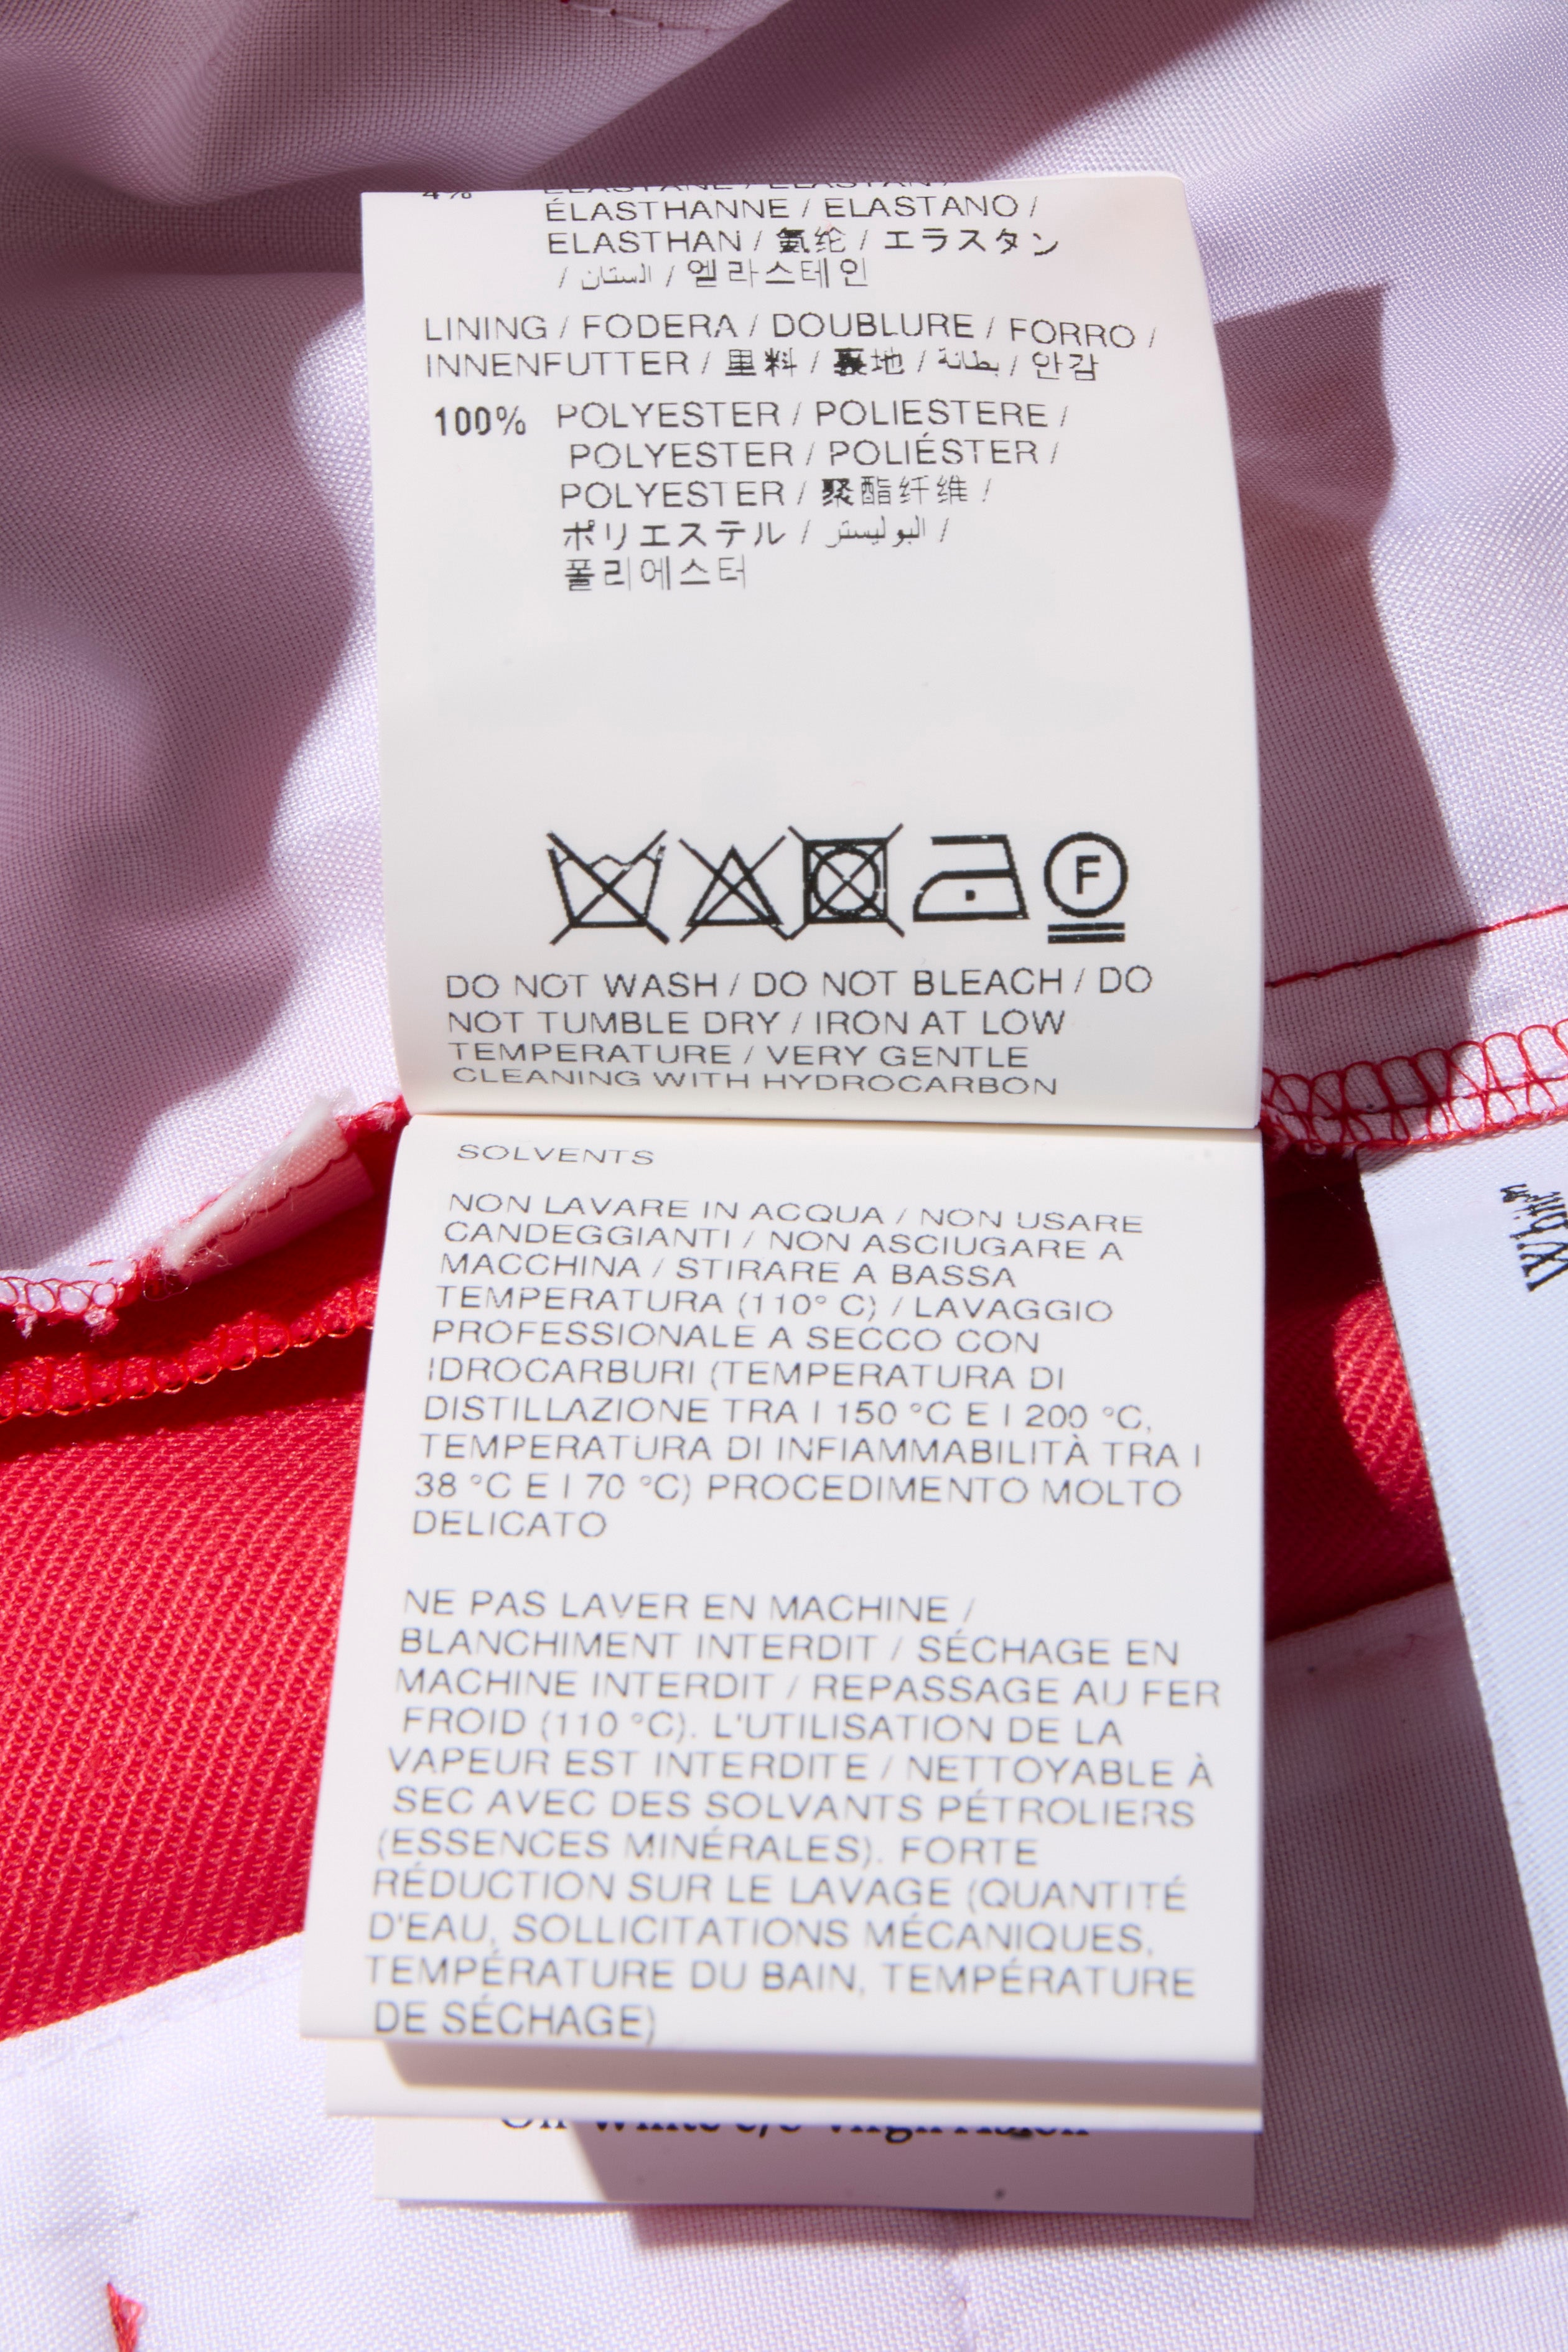 4% ELASTANE / ELASTAN /
ÉLASTHANNE / ELASTANO /
ELASTHAN / 氨纶 / エラスタン
/ الستان / 엘라스테인
LINING / FODERA / DOUBLURE / FORRO /
INNENFUTTER / 里料 / 裏地 / بطانة / 안감
100% POLYESTER / POLIESTERE /
POLYESTER / POLIÉSTER /
POLYESTER / 聚酯纤维 /
ポリエステル / البوليستر /
폴리에스터
F
DO NOT WASH / DO NOT BLEACH / DO
NOT TUMBLE DRY / IRON AT LOW
TEMPERATURE / VERY GENTLE
CLEANING WITH HYDROCARBON
SOLVENTS
NON LAVARE IN ACQUA / NON USARE
CANDEGGIANTI / NON ASCIUGARE A
MACCHINA / STIRARE A BASSA
TEMPERATURA (110° C) / LAVAGGIO
PROFESSIONALE A SECCO CON
IDROCARBURI (TEMPERATURA DI
DISTILLAZIONE TRA I 150 °C E I 200 °C,
TEMPERATURA DI INFIAMMABILITÀ TRA I
38 °C E I 70 °C) PROCEDIMENTO MOLTO
DELICATO
NE PAS LAVER EN MACHINE /
BLANCHIMENT INTERDIT / SÉCHAGE EN
MACHINE INTERDIT / REPASSAGE AU FER
FROID (110 °C). L'UTILISATION DE LA
VAPEUR EST INTERDITE / NETTOYABLE À
SEC AVEC DES SOLVANTS PÉTROLIERS
(ESSENCES MINÉRALES). FORTE
RÉDUCTION SUR LE LAVAGE (QUANTITÉ
D'EAU, SOLLICITATIONS MÉCANIQUES,
TEMPÉRATURE DU BAIN, TEMPÉRATURE
DE SÉCHAGE)